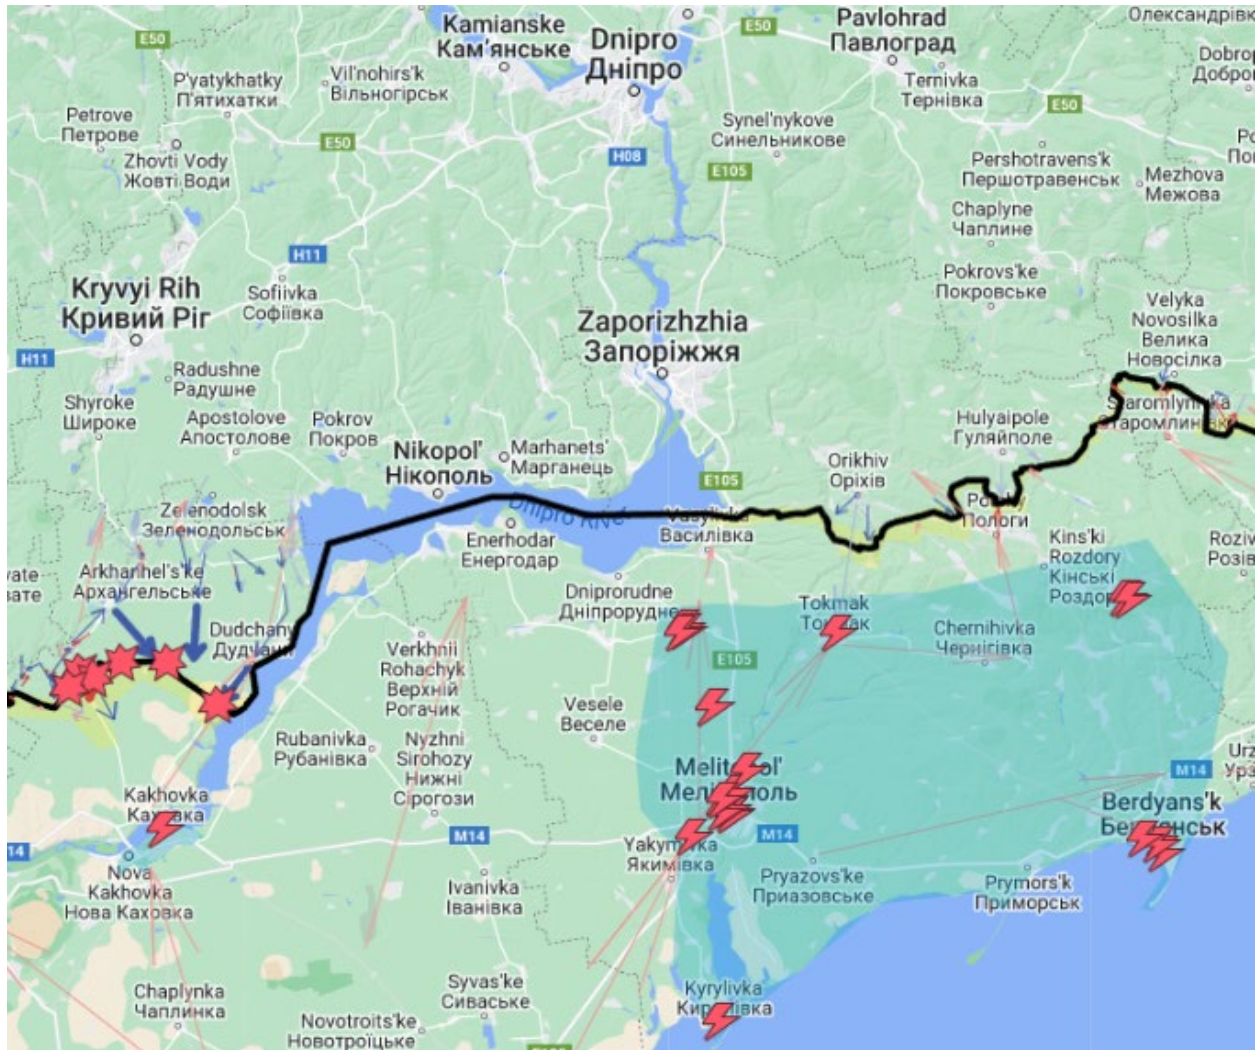 E50
Kamianske
Кам'янське
Dnipro
Дніпро
E50
Pavlohrad
Павлоград
P'yatykhatky
П'ятихатки
Vil'nohirs'k
Вільногірськ
Ternivka
Тернівка
E50
Petrove
Петрове
E50
Synel'nykove
Синельникове
Zhovti Vody
Жовті Води
H08
E105
Pershotravens'k
Першотравенськ
Mezhova
Межова
Chaplyne
Чаплине
H11
Pokrovs'ke
Покровське
Kryvyi Rih
Кривий Ріг
Sofiivka
Софіївка
Velyka
Novosilka
Велика
Новосілка
Zaporizhzhia
Запоріжжя
H11
Radushne
Радушне
Shyroke
Широке
Apostolove
Апостолове
Pokrov
Покров
Hulyaipole
Гуляйполе
Nikopol'
Нікополь
Marhanets'
Марганець
E105
Orikhiv
Оріхів
Zelenodolsk
Зеленодольськ
Василівка
Пологи
Enerhodar
Енергодар
Kins'ki
Rozdory
Кінські
Arkhanhel's'ke
Архангельське
Dniprorudne
Дніпрорудне
Tokmak
Dudchany
Verkhnii
Rohachyk
Верхній
Рогачик
Chernihivka
Чернігівка
E105
Vesele
Веселе
Rubanivka
Рубанівка
Nyzhni
Sirohozy
Нижні
Сірогози
M14
Kakhovka
Berdyans'k
M14
M14
14
Якимівка
Nova
Kakhovka
Нова Каховка
Ivanivka
Іванівка
Pryazovs'ke
Приазовське
Prymors'k
Приморськ
Chaplynka
Чаплинка
Syvas'ke
Сиваське
Kyrylivka
Novotroits'ke
Новотроїцьке